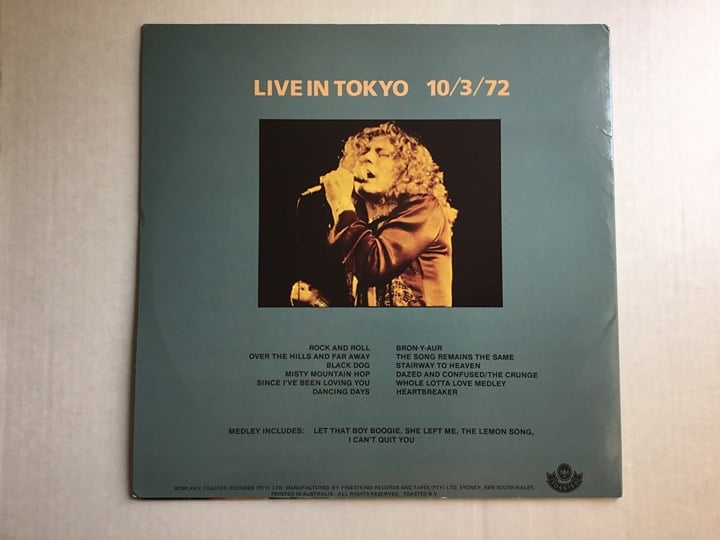 LIVE IN TOKYO 10/3/72
ROCK AND ROLL
OVER THE HILLS AND FAR AWAY
BLACK DOG
MISTY MOUNTAIN HOP
SINCE I'VE BEEN LOVING YOU
DANCING DAYS
BRON-Y-AUR
THE SONG REMAINS THE SAME
STAIRWAY TO HEAVEN
DAZED AND CONFUSED/THE CRUNGE
WHOLE LOTTA LOVE MEDLEY
HEARTBREAKER
MEDLEY INCLUDES: LET THAT BOY BOOGIE, SHE LEFT ME, THE LEMON SONG,
I CAN'T QUIT YOU
MCMLXXX TOASTED RECORDS (PTY) LTD. MANUFACTURED BY FINESTKIND RECORDS AND TAPES (PTY) LTD. SYDNEY, NEW SOUTH WALES,
PRINTED IN AUSTRALIA. ALL RIGHTS RESERVED, TOASTED B.V.
TOASTED